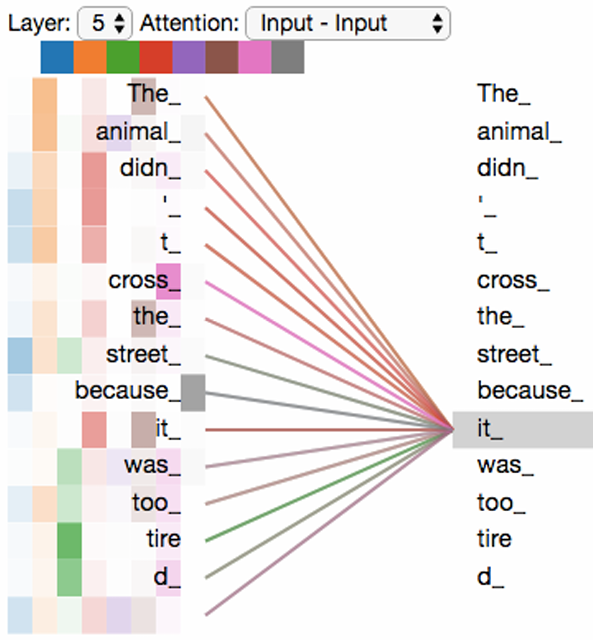 Layer: 5 Attention: Input - Input
The_ The_
animal_ animal_
didn_ didn_
'_ '_
t_ t_
cross_ cross_
the_ the_
street_ street_
because_ because_
it_ it_
was_ was_
too_ too_
tire tire
d_ d_